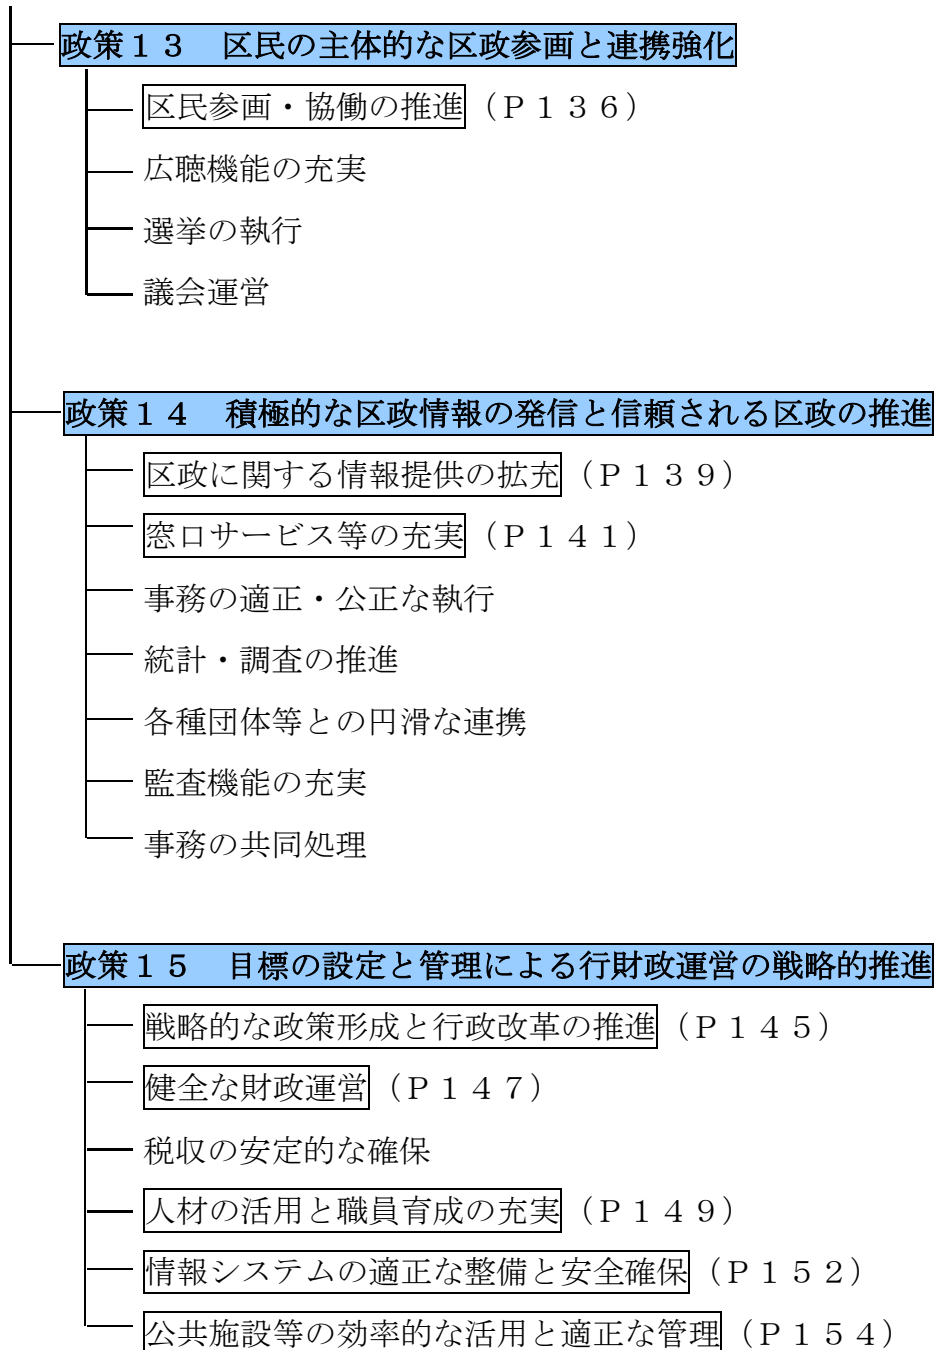 政策１３　区民の主体的な区政参画と連携強化
区民参画・協働の推進（Ｐ１３６）
広聴機能の充実
選挙の執行
議会運営
政策１４　積極的な区政情報の発信と信頼される区政の推進
区政に関する情報提供の拡充（Ｐ１３９）
窓口サービス等の充実（Ｐ１４１）
事務の適正・公正な執行
統計・調査の推進
各種団体等との円滑な連携
監査機能の充実
事務の共同処理
政策１５　目標の設定と管理による行財政運営の戦略的推進
戦略的な政策形成と行政改革の推進（Ｐ１４５）
健全な財政運営（Ｐ１４７）
税収の安定的な確保
人材の活用と職員育成の充実（Ｐ１４９）
情報システムの適正な整備と安全確保（Ｐ１５２）
公共施設等の効率的な活用と適正な管理（Ｐ１５４）